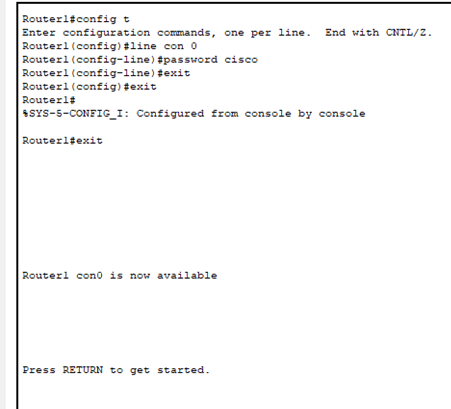 Router1#config t
Enter configuration commands, one per line.  End with CNTL/Z.
Router1(config)#line con 0
Router1(config-line)#password cisco
Router1(config-line)#exit
Router1(config)#exit
Router1#
%SYS-5-CONFIG_I: Configured from console by console
Router1#exit
Router1 con0 is now available
Press RETURN to get started.